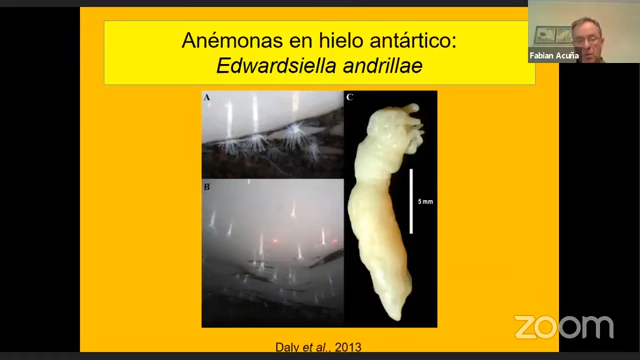 Anémonas en hielo antártico:
Edwardsiella andrillae
Fabian Acuña
A
B
C
5 mm
Daly et al., 2013
zoom